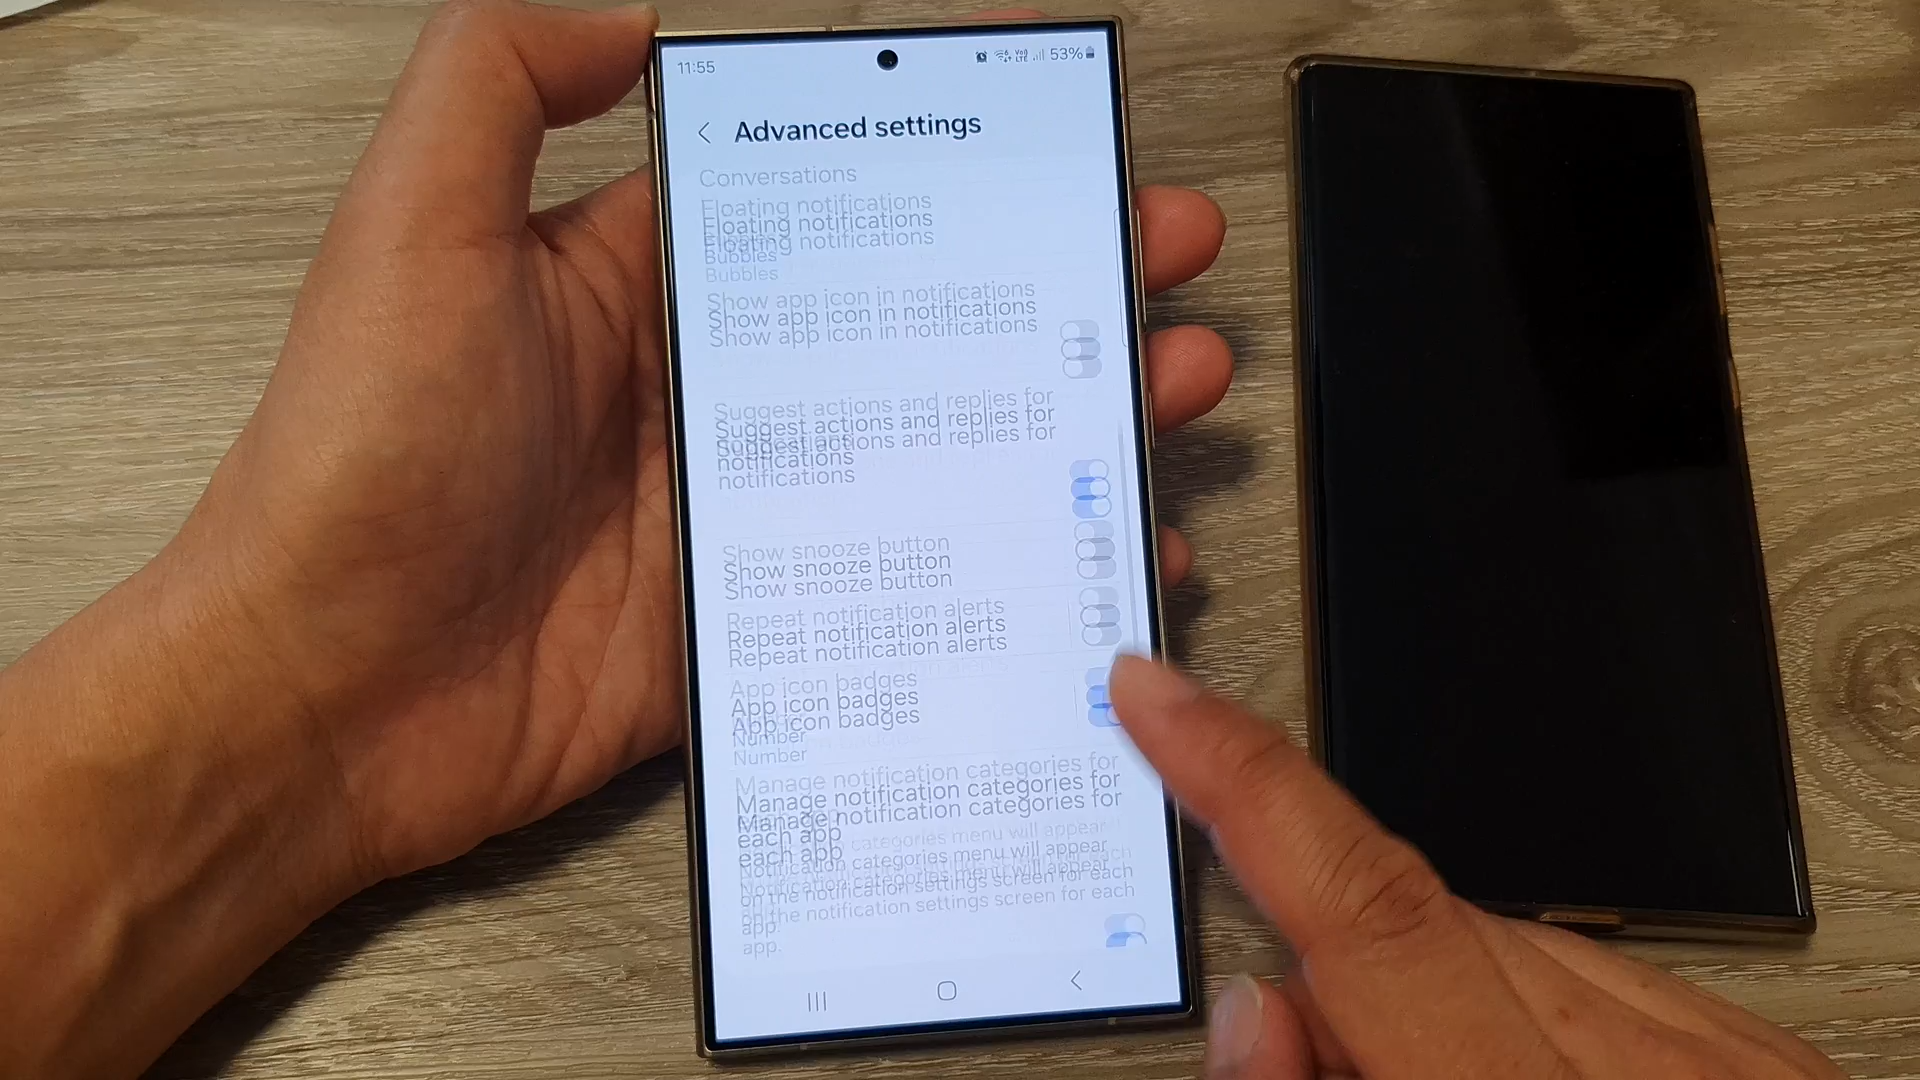 11:55
53%
Advanced settings
Conversations
Floating notifications
Bubbles
Show app icon in notifications
Suggest actions and replies for
notifications
Show snooze button
Repeat notification alerts
App icon badges
Number
Manage notification categories for
each app
Notification categories menu will appear
on the notification settings screen for each
app.